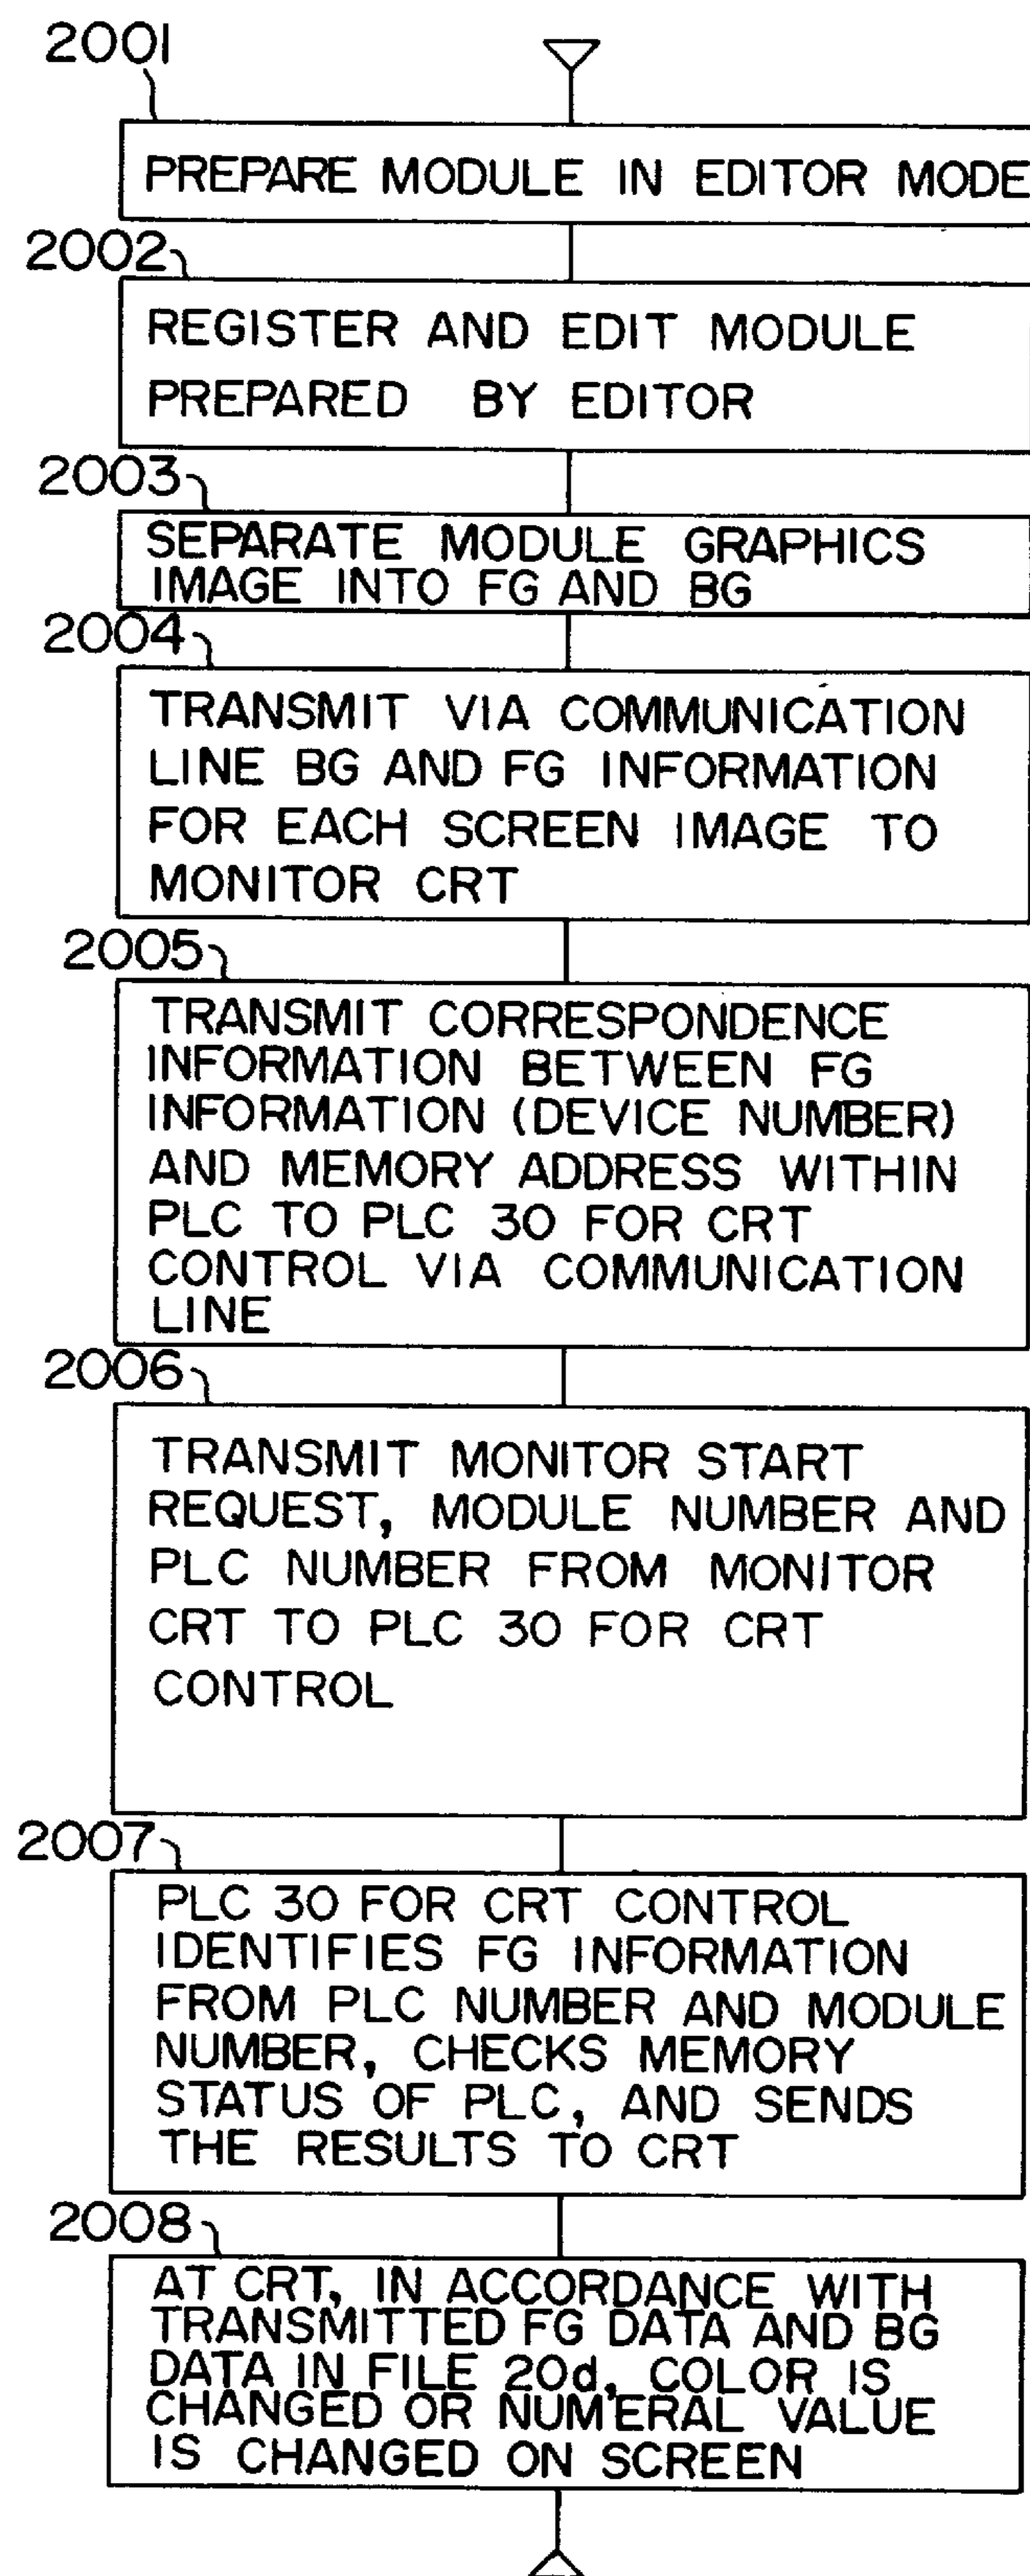 2001
PREPARE MODULE IN EDITOR MODE
2002
REGISTER AND EDIT MODULE
PREPARED BY EDITOR
2003
SEPARATE MODULE GRAPHICS
IMAGE INTO FG AND BG
2004
TRANSMIT VIA COMMUNICATION
LINE BG AND FG INFORMATION
FOR EACH SCREEN IMAGE TO
MONITOR CRT
2005
TRANSMIT CORRESPONDENCE
INFORMATION BETWEEN FG
INFORMATION (DEVICE NUMBER)
AND MEMORY ADDRESS WITHIN
PLC TO PLC 30 FOR CRT
CONTROL VIA COMMUNICATION
LINE
2006
TRANSMIT MONITOR START
REQUEST, MODULE NUMBER AND
PLC NUMBER FROM MONITOR
CRT TO PLC 30 FOR CRT
CONTROL
2007
PLC 30 FOR CRT CONTROL
IDENTIFIES FG INFORMATION
FROM PLC NUMBER AND MODULE
NUMBER, CHECKS MEMORY
STATUS OF PLC, AND SENDS
THE RESULTS TO CRT
2008
AT CRT, IN ACCORDANCE WITH
TRANSMITTED FG DATA AND BG
DATA IN FILE 20d, COLOR IS
CHANGED OR NUMERAL VALUE
IS CHANGED ON SCREEN